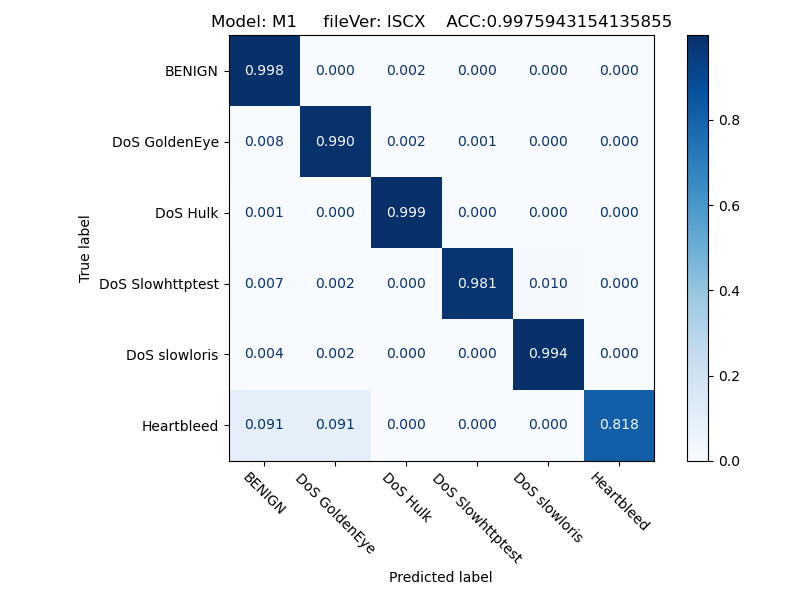 Model: M1 fileVer: ISCX ACC:0.9975943154135855
True label
BENIGN 0.998 0.000 0.002 0.000 0.000 0.000
DoS GoldenEye 0.008 0.990 0.002 0.001 0.000 0.000
DoS Hulk 0.001 0.000 0.999 0.000 0.000 0.000
DoS Slowhttptest 0.007 0.002 0.000 0.981 0.010 0.000
DoS slowloris 0.004 0.002 0.000 0.000 0.994 0.000
Heartbleed 0.091 0.091 0.000 0.000 0.000 0.818
BENIGN DoS GoldenEye DoS Hulk DoS Slowhttptest DoS slowloris Heartbleed
Predicted label
0.8
0.6
0.4
0.2
0.0